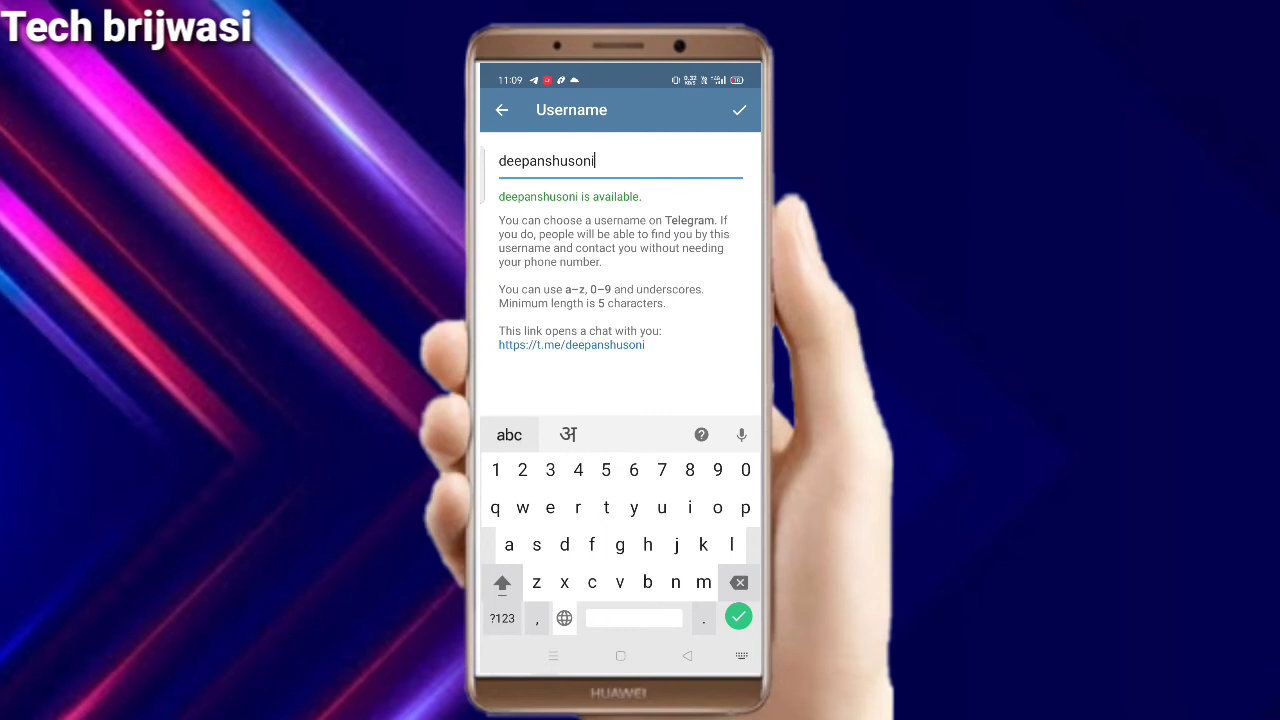 Tech brijwasi
11:09
Username
deepanshusoni
deepanshusoni is available.
You can choose a username on Telegram. If
you do, people will be able to find you by this
username and contact you without needing
your phone number.
You can use a–z, 0–9 and underscores.
Minimum length is 5 characters.
This link opens a chat with you:
https://t.me/deepanshusoni
abc अ
1 2 3 4 5 6 7 8 9 0
q w e r t y u i o p
a s d f g h j k l
z x c v b n m
?123 , .
HUAWEI